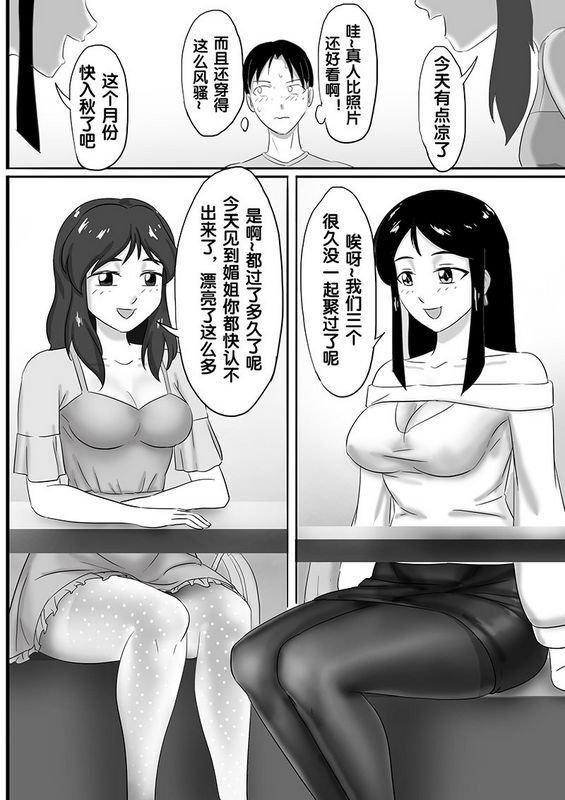 今天有点凉了
哇~真人比照片
还好看啊！
而且还穿得
这么风骚~
这个月份
快入秋了吧
唉呀~我们三个
很久没一起聚过了呢
是啊~都过了多久了呢
今天见到媚姐你都快认不
出来了，漂亮了这么多